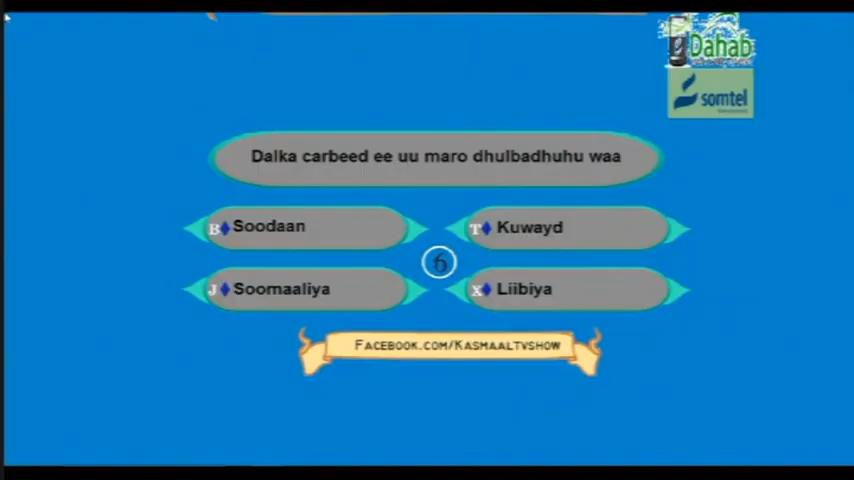 Dahab
somtel
Dalka carbeed ee uu maro dhulbadhuhu waa
B Soodaan
T Kuwayd
6
J Soomaaliya
X Liibiya
FACEBOOK.COM/KASMAALTVSHOW